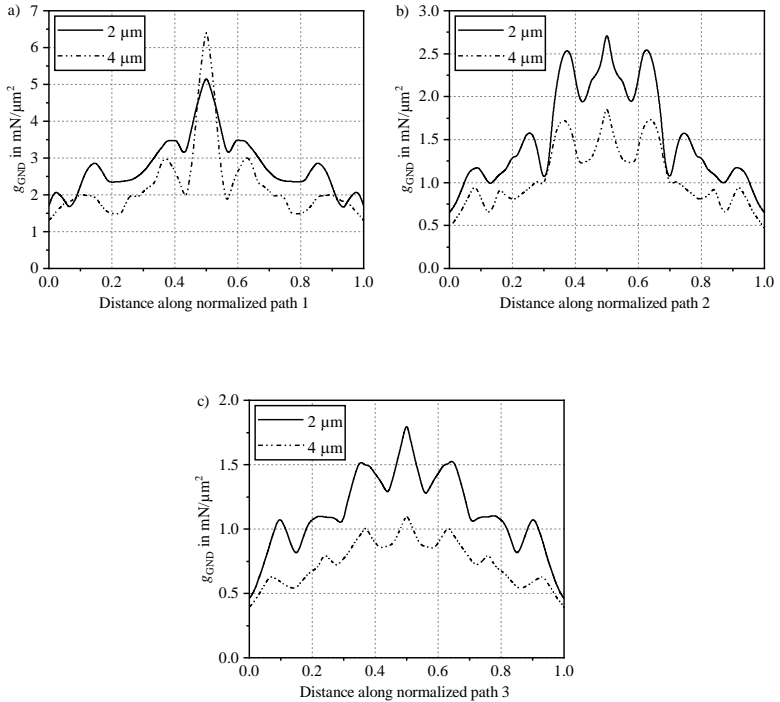 a)
7
6
5
4
3
2
1
0
g_GND in mN/μm²
2 μm
4 μm
0.0 0.2 0.4 0.6 0.8 1.0
Distance along normalized path 1
b)
3.0
2.5
2.0
1.5
1.0
0.5
0.0
g_GND in mN/μm²
2 μm
4 μm
0.0 0.2 0.4 0.6 0.8 1.0
Distance along normalized path 2
c)
2.0
1.5
1.0
0.5
0.0
g_GND in mN/μm²
2 μm
4 μm
0.0 0.2 0.4 0.6 0.8 1.0
Distance along normalized path 3